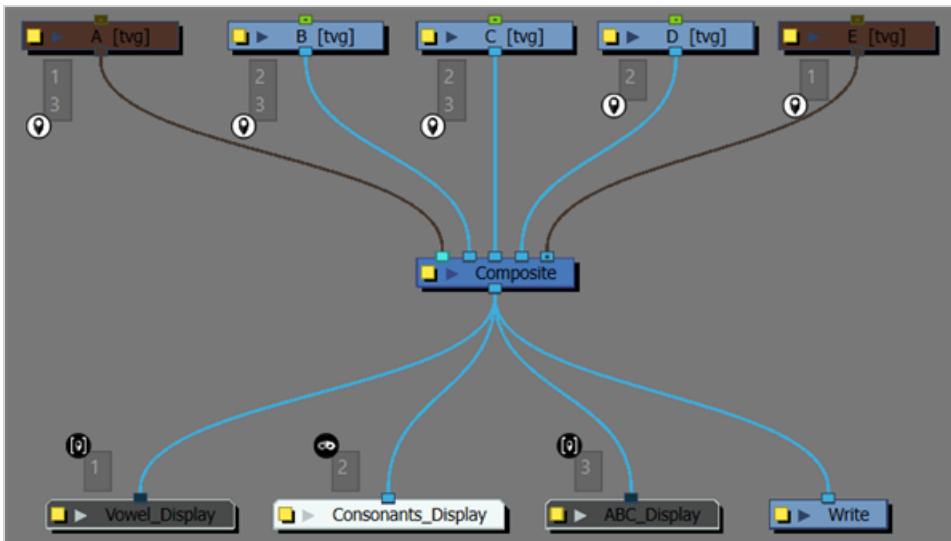 A [tvg]
B [tvg]
C [tvg]
D [tvg]
E [tvg]
1
3
2
3
2
3
2
1
Composite
1
2
3
Vowel_Display
Consonants_Display
ABC_Display
Write